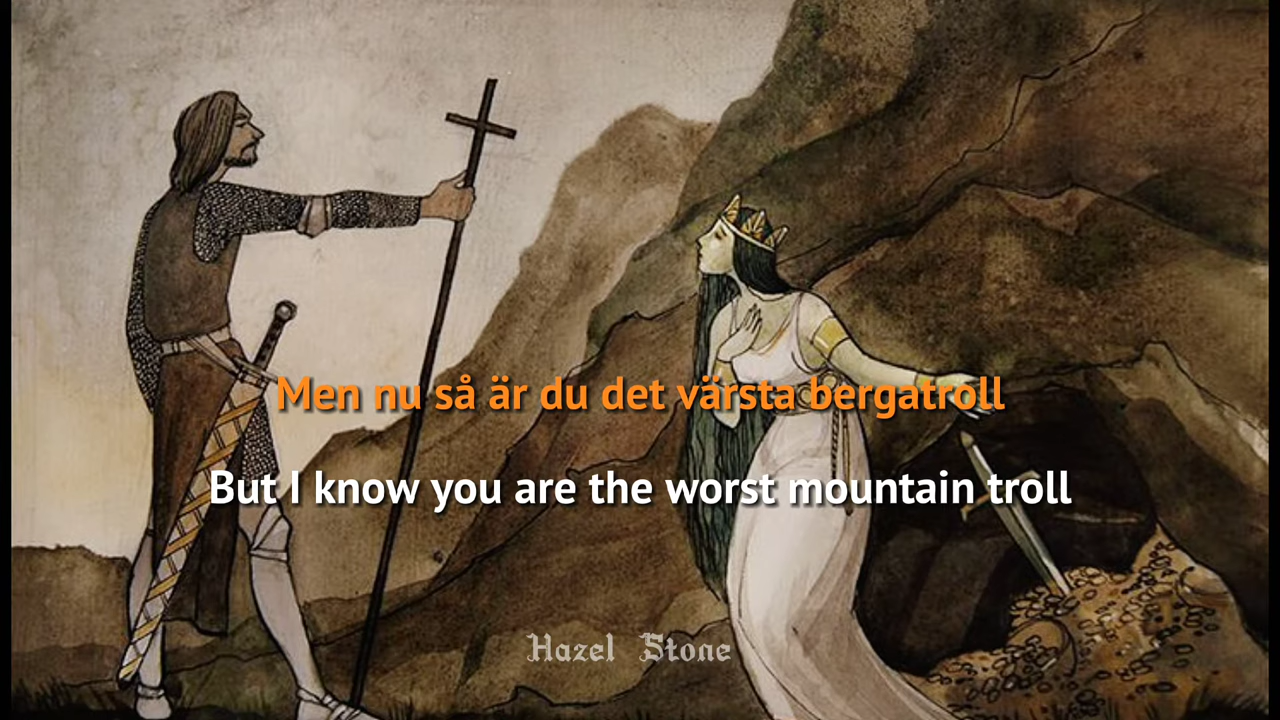 Men nu så är du det värsta bergatroll
But I know you are the worst mountain troll
Hazel Stone